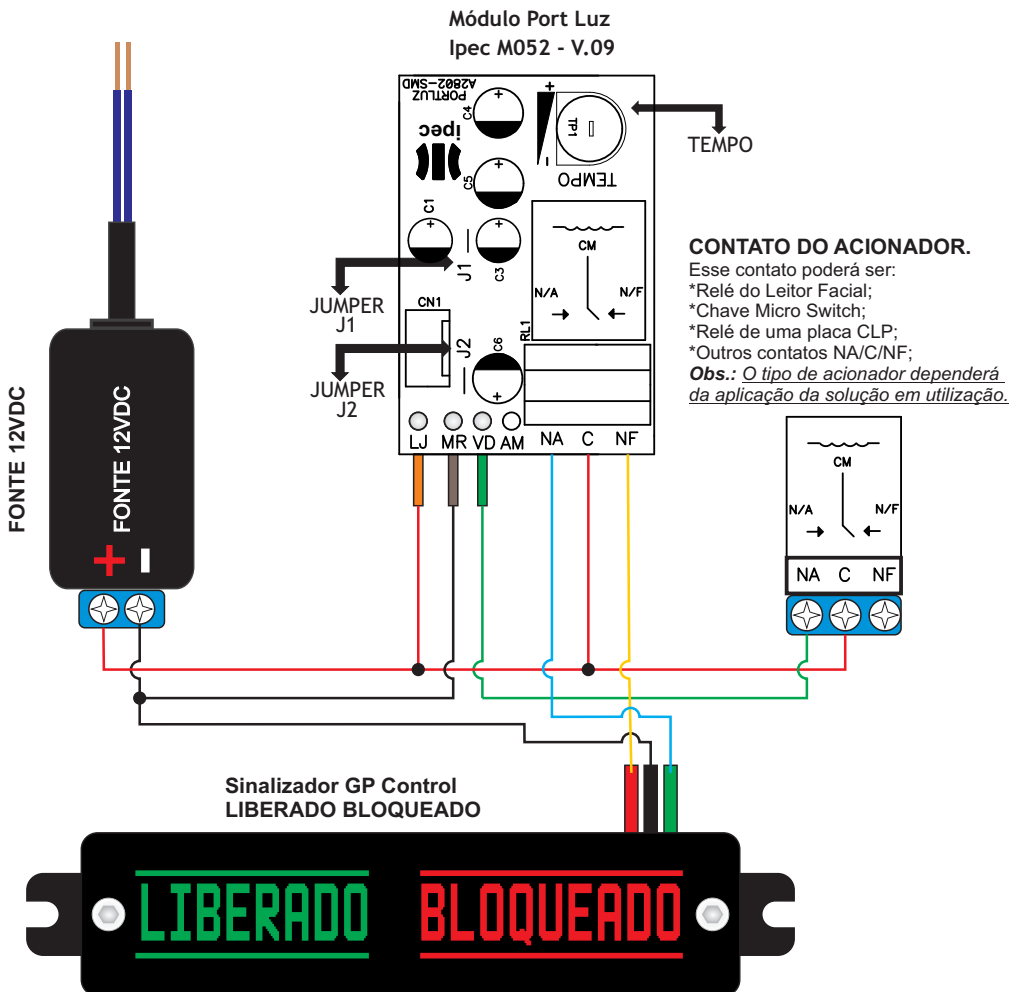 Módulo Port Luz
Ipec M052 - V.09
PORTLUZ
A2802-SMD
ipec
C4
C5
C1
C3
+
-
TP1
TEMPO
TEMPO
J1
JUMPER
J1
CN1
J2
C6
JUMPER
J2
CM
N/A
N/F
RL1
LJ MR VD AM NA C NF
CONTATO DO ACIONADOR.
Esse contato poderá ser:
*Relé do Leitor Facial;
*Chave Micro Switch;
*Relé de uma placa CLP;
*Outros contatos NA/C/NF;
Obs.: O tipo de acionador dependerá
da aplicação da solução em utilização.
CM
N/A
N/F
NA C NF
FONTE 12VDC
FONTE 12VDC
+ -
Sinalizador GP Control
LIBERADO BLOQUEADO
LIBERADO BLOQUEADO